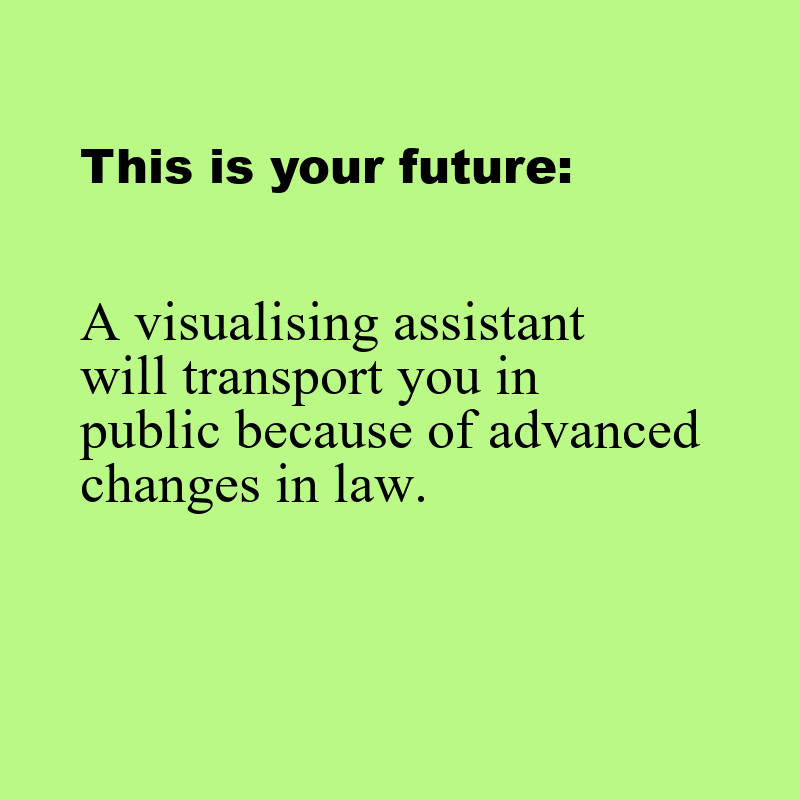 This is your future:
A visualising assistant
will transport you in
public because of advanced
changes in law.